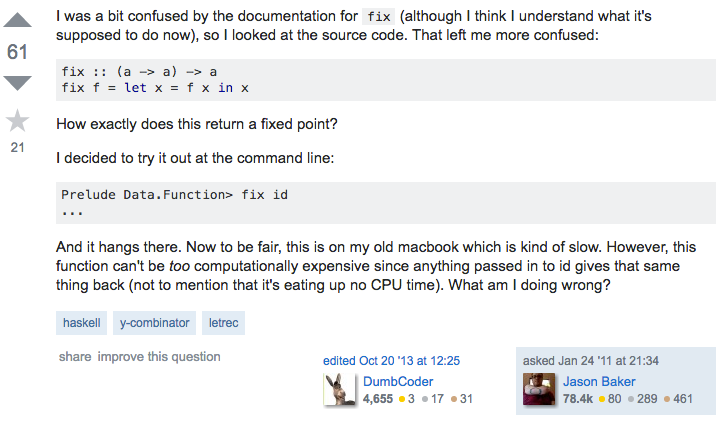 I was a bit confused by the documentation for fix (although I think I understand what it's
61
supposed to do now), so I looked at the source code. That left me more confused:
fix :: (a -> a) -> a
fix f = let x = f x in x
How exactly does this return a fixed point?
21
I decided to try it out at the command line:
Prelude Data.Function> fix id
...
And it hangs there. Now to be fair, this is on my old macbook which is kind of slow. However, this
function can't be too computationally expensive since anything passed in to id gives that same
thing back (not to mention that it's eating up no CPU time). What am I doing wrong?
haskell y-combinator letrec
share improve this question
edited Oct 20 '13 at 12:25
DumbCoder
4,655 3 17 31
asked Jan 24 '11 at 21:34
Jason Baker
78.4k 80 289 461